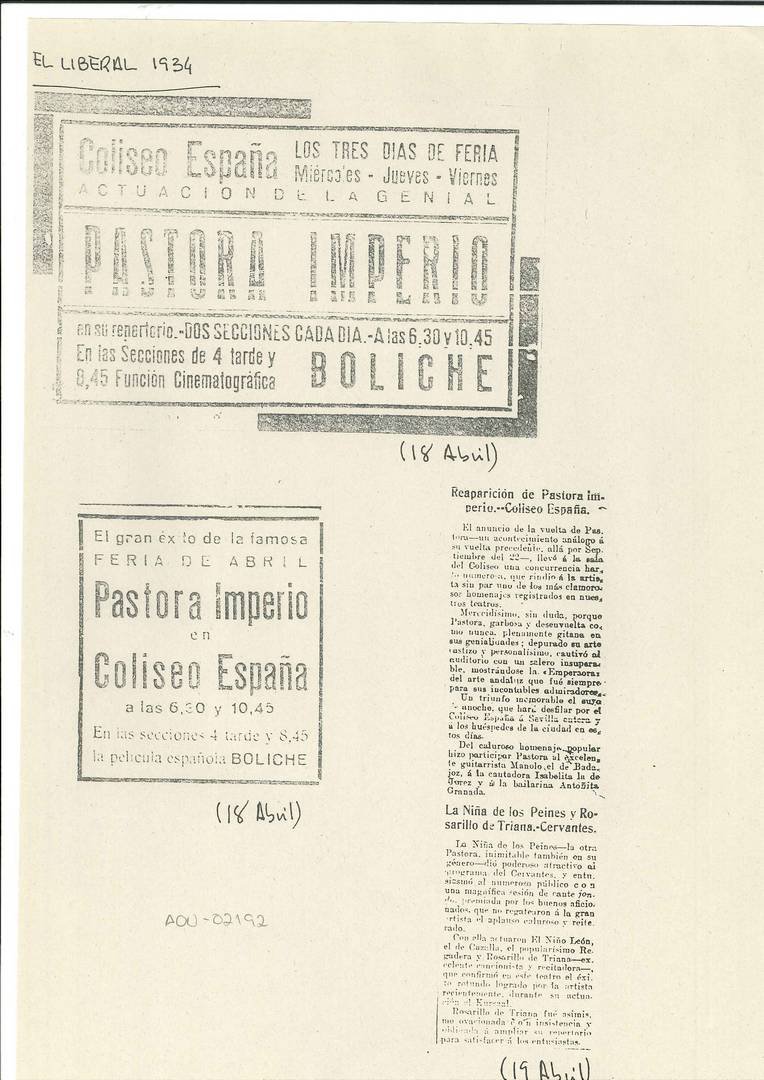 EL LIBERAL 1934
Coliseo España
LOS TRES DIAS DE FERIA
Miércoles - Jueves - Viernes
ACTUACION DE LA GENIAL
PASTORA IMPERIO
en su repertorio.-DOS SECCIONES CADA DIA.-A las 6,30 y 10,45
En las Secciones de 4 tarde y
8,45 Función Cinematográfica
BOLICHE
(18 Abril)
El gran éxito de la famosa
FERIA DE ABRIL
Pastora Imperio
en
Coliseo España
a las 6,30 y 10,45
En las secciones 4 tarde y 8,45
la película española BOLICHE
(18 Abril)
AOU-02192
Reaparición de Pastora Im-
perio.--Coliseo España.
El anuncio de la vuelta de Pas-
tora—un acontecimiento análogo á
su vuelta precedente, allá por Sep-
tiembre del 22—, llevó á la sala
del Coliseo una concurrencia har-
to numerosa, que rindió á la artis-
ta sin par uno de los más clamoro-
sos homenajes registrados en nues-
tros teatros.
Merecidísimo, sin duda, porque
Pastora, garbosa y desenvuelta co-
mo nunca, plenamente gitana en
sus genialidades; depurado su arte
castizo y personalísimo, cautivó al
auditorio con un salero insupera-
ble, mostrándose la «Emperaora»
del arte andaluz que fué siempre
para sus incontables admiradores.
Un triunfo memorable el suyo
anoche, que hará desfilar por el
Coliseo España á Sevilla entera y
á los huéspedes de la ciudad en es-
tos días.
Del caluroso homenaje popular
hizo participar Pastora al excelen-
te guitarrista Manolo el de Bada-
joz, á la cantadora Isabelita la de
Jerez y á la bailarina Antoñita
Granada.
La Niña de los Peines y Ro-
sarillo de Triana.-Cervantes.
La Niña de los Peines—la otra
Pastora, inimitable también en su
género—dió poderoso atractivo al
programa del Cervantes, y entu-
siasmó al numeroso público con
una magnífica sesión de cante jon-
do, premiada por los buenos aficio-
nados, que no regatearon á la gran
artista el aplauso caluroso y reite-
rado.
Con ella actuaron El Niño León,
el de Cazalla, el popularísimo Re-
gadera y Rosarillo de Triana—ex-
celente cancionista y recitadora—,
que confirmó en este teatro el éxi-
to rotundo logrado por la artista
recientemente, durante su actua-
ción el Kursaal.
Rosarillo de Triana fué asimis-
mo ovacionada con insistencia y
obligada á ampliar su repertorio
para satisfacer á los entusiastas.
(19 Abril)